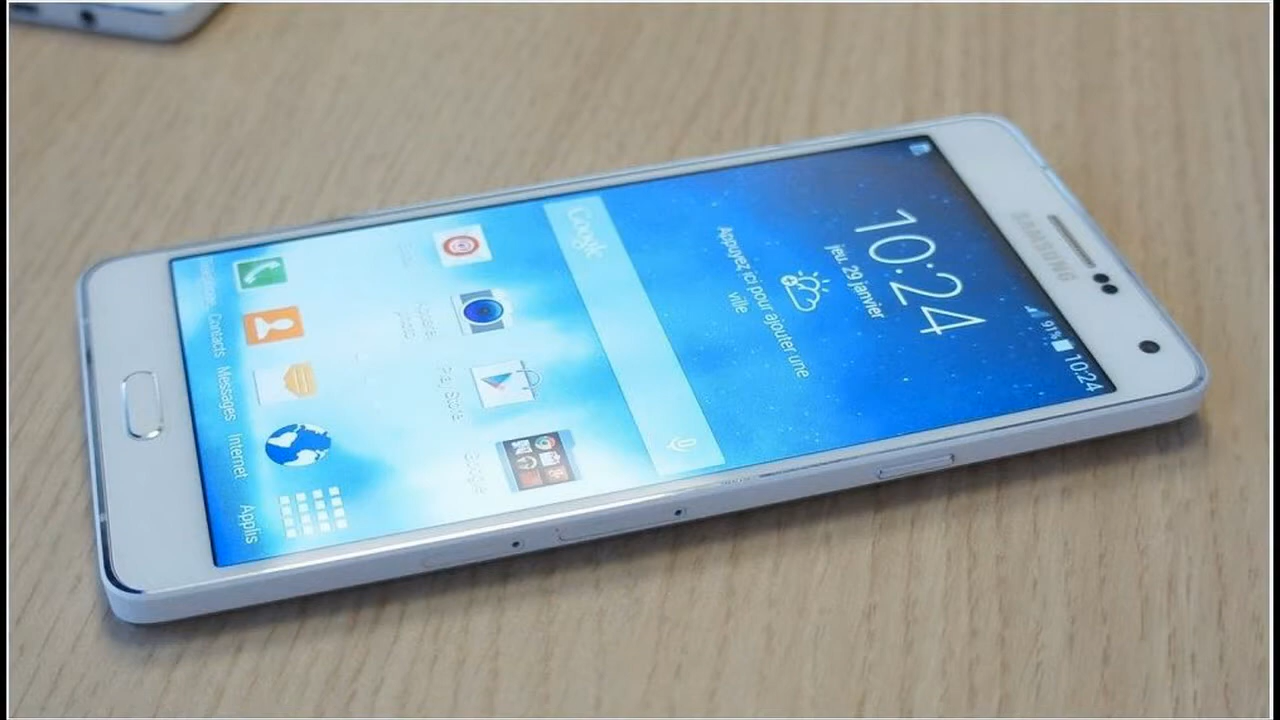 SAMSUNG
91% 10:24
10:24
jeu. 29 janvier
Appuyez ici pour ajouter une
ville
Google
Play Store
Google
Contacts
Messages
Internet
Applis